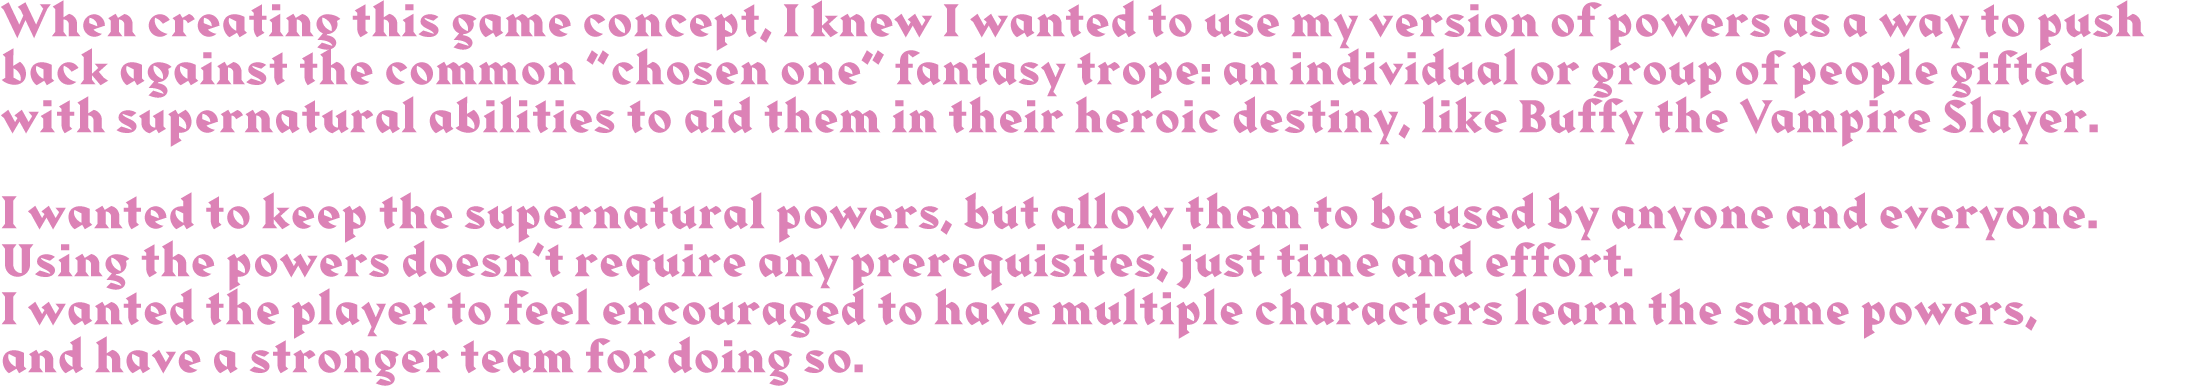 When creating this game concept, I knew I wanted to use my version of powers as a way to push
back against the common "chosen one" fantasy trope: an individual or group of people gifted
with supernatural abilities to aid them in their heroic destiny, like Buffy the Vampire Slayer.
I wanted to keep the supernatural powers, but allow them to be used by anyone and everyone.
Using the powers doesn't require any prerequisites, just time and effort.
I wanted the player to feel encouraged to have multiple characters learn the same powers,
and have a stronger team for doing so.